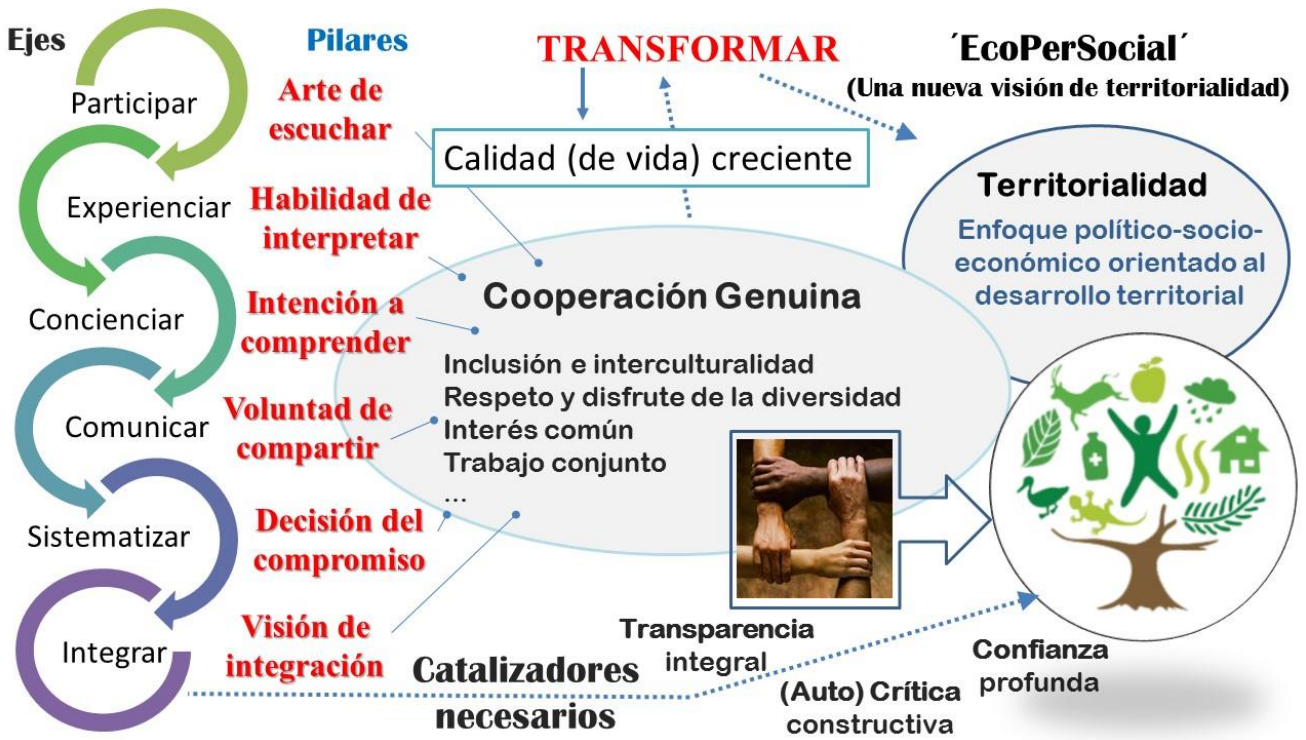 Ejes
Participar
Experienciar
Concienciar
Comunicar
Sistematizar
Integrar
Pilares
Arte de
escuchar
Habilidad de
interpretar
Intención a
comprender
Voluntad de
compartir
Decisión del
compromiso
Visión de
integración
TRANSFORMAR
Calidad (de vida) creciente
Cooperación Genuina
Inclusión e interculturalidad
Respeto y disfrute de la diversidad
Interés común
Trabajo conjunto
...
´EcoPerSocial´
(Una nueva visión de territorialidad)
Territorialidad
Enfoque político-socio-
económico orientado al
desarrollo territorial
Catalizadores
necesarios
Transparencia
integral
(Auto) Crítica
constructiva
Confianza
profunda